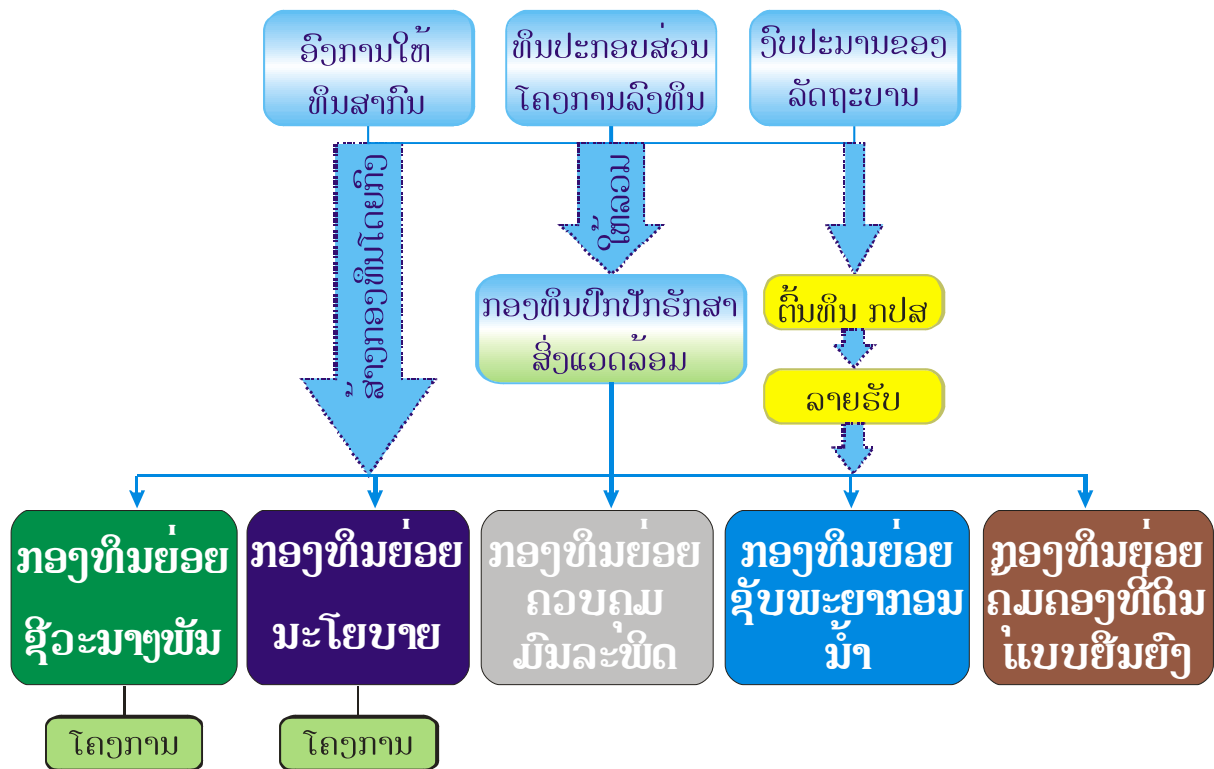 ອົງການໃຫ້
ທຶນສາກົນ
ທຶນປະກອບສ່ວນ
ໂຄງການລົງທຶນ
ງົບປະມານຂອງ
ລັດຖະບານ
ສ້າງກອງທຶນໂດຍກົງ
ໃຫ້ລວມ
ກອງທຶນປົກປັກຮັກສາ
ສິ່ງແວດລ້ອມ
ຕົ້ນທຶນ ກປສ
ລາຍຮັບ
ກອງທຶນຍ່ອຍ
ຊີວະນາໆພັນ
ກອງທຶນຍ່ອຍ
ນະໂຍບາຍ
ກອງທຶນຍ່ອຍ
ຄວບຄຸມ
ມົນລະພິດ
ກອງທຶນຍ່ອຍ
ຊັບພະຍາກອນ
ນ້ຳ
ກອງທຶນຍ່ອຍ
ຄຸ້ມຄອງທີ່ດິນ
ແບບຍືນຍົງ
ໂຄງການ
ໂຄງການ